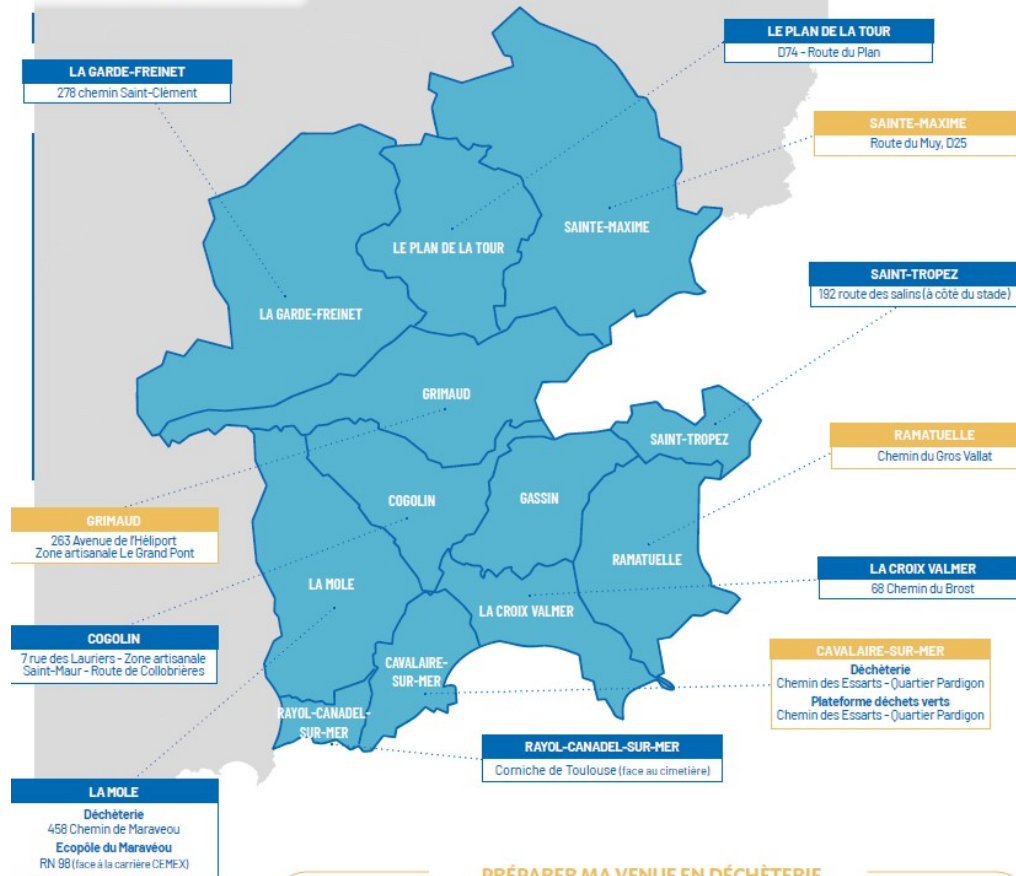 LE PLAN DE LA TOUR
D74 - Route du Plan
LA GARDE-FREINET
278 chemin Saint-Clément
SAINTE-MAXIME
Route du Muy, D25
SAINTE-MAXIME
LE PLAN DE LA TOUR
SAINT-TROPEZ
192 route des salins (à côté du stade)
LA GARDE-FREINET
GRIMAUD
SAINT-TROPEZ
RAMATUELLE
Chemin du Gros Vallat
COGOLIN
GASSIN
GRIMAUD
263 Avenue de l'Héliport
Zone artisanale Le Grand Pont
RAMATUELLE
LA MOLE
LA CROIX VALMER
LA CROIX VALMER
68 Chemin du Brost
COGOLIN
7 rue des Lauriers - Zone artisanale
Saint-Maur - Route de Collobrières
CAVALAIRE-
SUR-MER
CAVALAIRE-SUR-MER
Déchèterie
Chemin des Essarts - Quartier Pardigon
Plateforme déchets verts
Chemin des Essarts - Quartier Pardigon
RAYOL-CANADEL-
SUR-MER
RAYOL-CANADEL-SUR-MER
Corniche de Toulouse (face au cimetière)
LA MOLE
Déchèterie
458 Chemin de Maraveou
Ecopôle du Maravéou
RN 98 (face à la carrière CEMEX)
PRÉPARER MA VENUE EN DÉCHÈTERIE